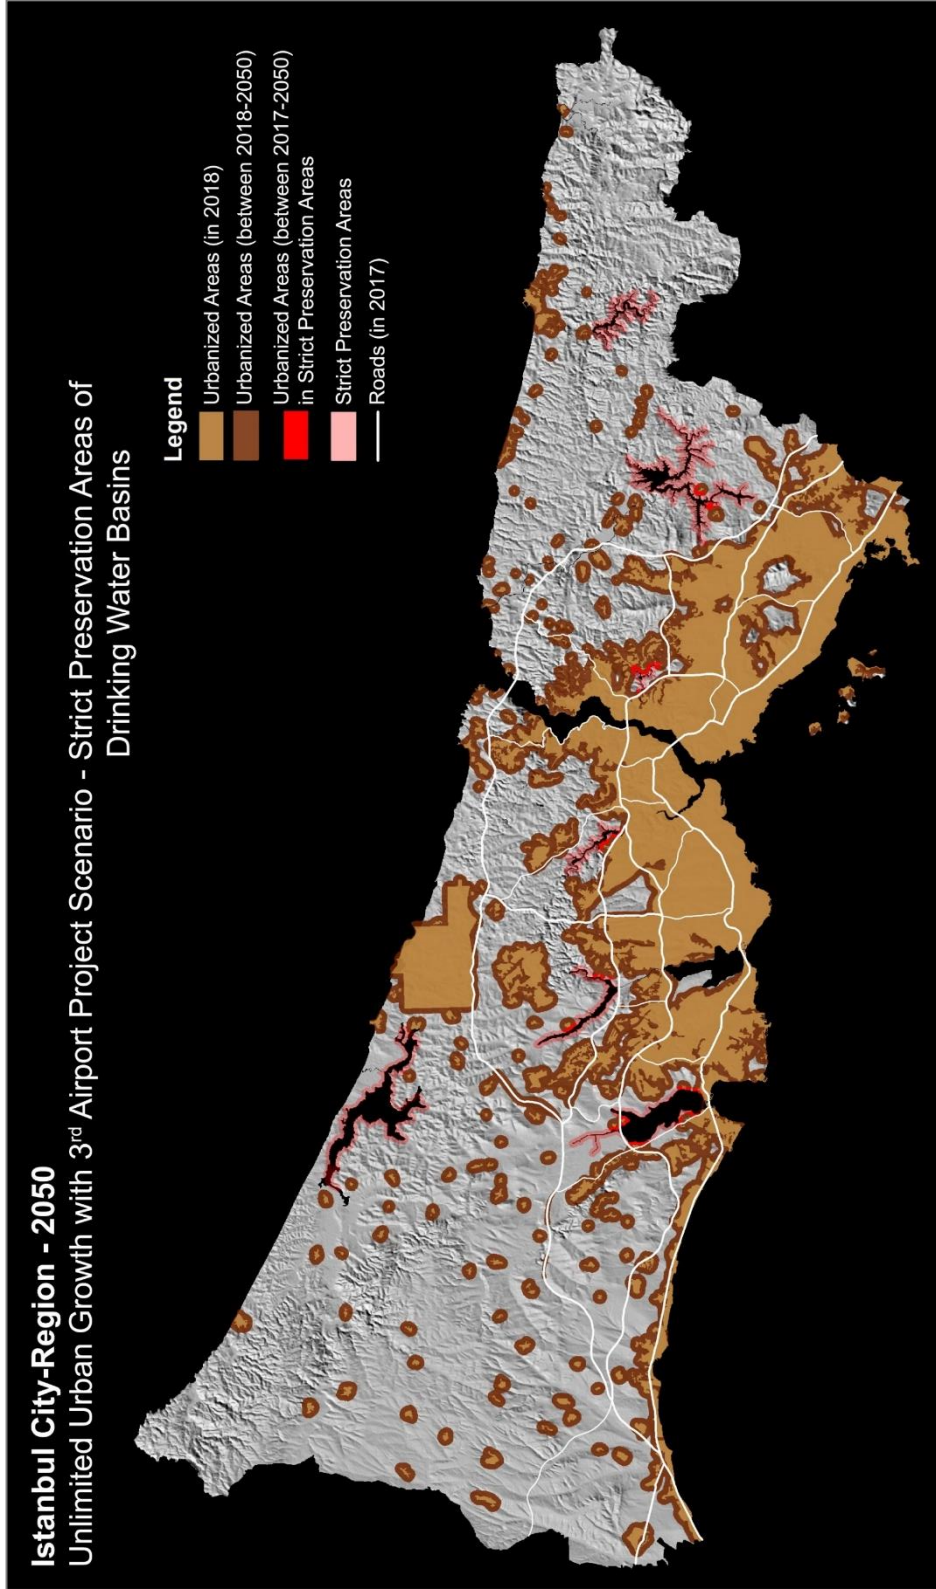 Istanbul City-Region - 2050
Unlimited Urban Growth with 3rd Airport Project Scenario - Strict Preservation Areas of
Drinking Water Basins
Legend
Urbanized Areas (in 2018)
Urbanized Areas (between 2018-2050)
Urbanized Areas (between 2017-2050)
in Strict Preservation Areas
Strict Preservation Areas
Roads (in 2017)